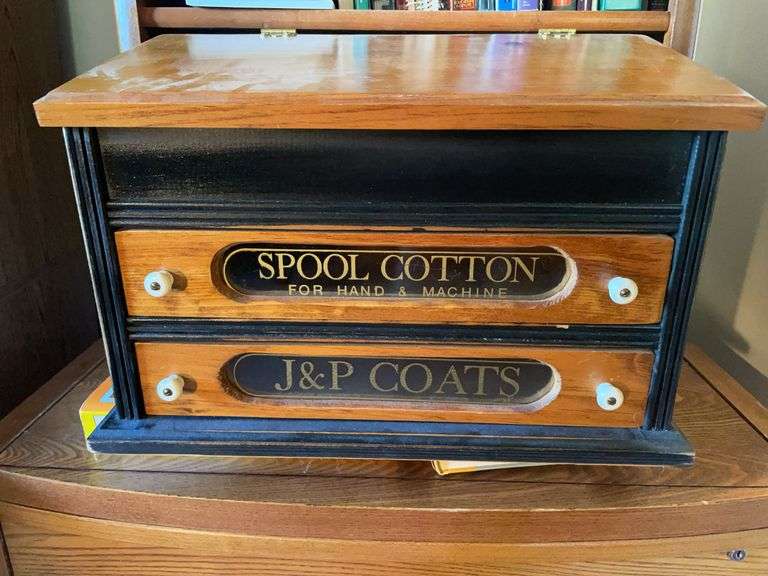 SPOOL COTTON
FOR HAND & MACHINE
J&P COATS